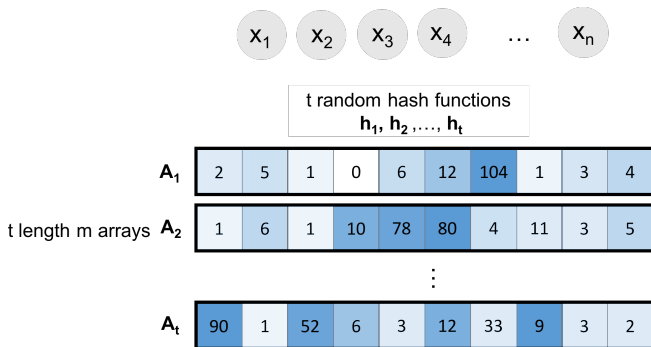 x1 x2 x3 x4 … xn
t random hash functions
h1, h2 ,…, ht
A1 2 5 1 0 6 12 104 1 3 4
t length m arrays A2 1 6 1 10 78 80 4 11 3 5
⋮
At 90 1 52 6 3 12 33 9 3 2